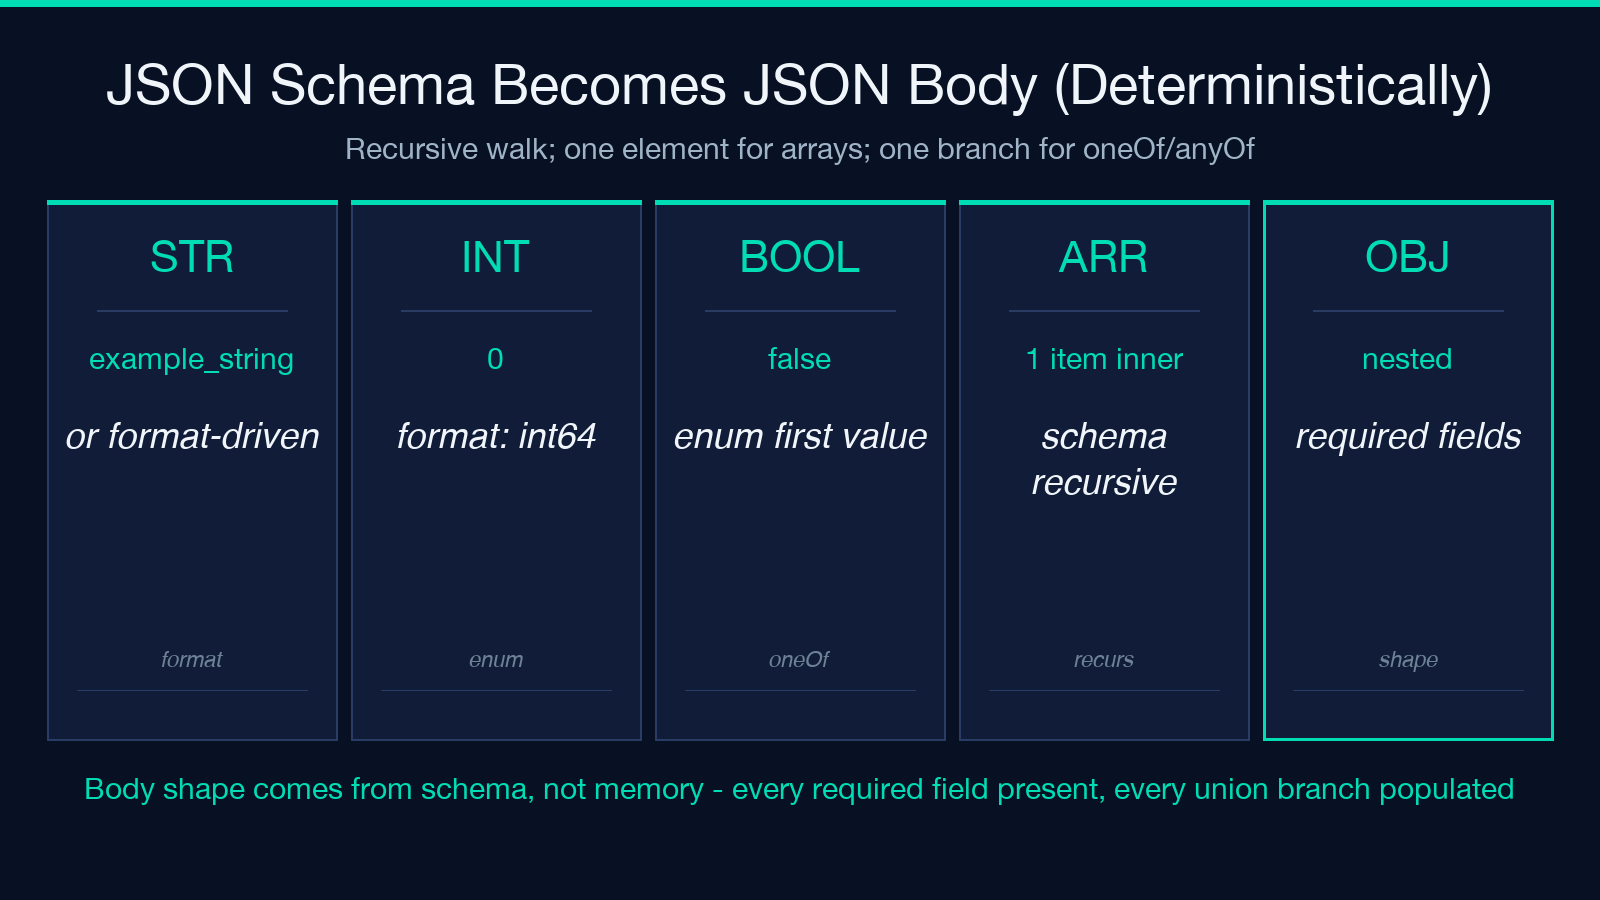 JSON Schema Becomes JSON Body (Deterministically)
Recursive walk; one element for arrays; one branch for oneOf/anyOf
STR
example_string
or format-driven
format
INT
0
format: int64
enum
BOOL
false
enum first value
oneOf
ARR
1 item inner
schema
recursive
recurs
OBJ
nested
required fields
shape
Body shape comes from schema, not memory - every required field present, every union branch populated